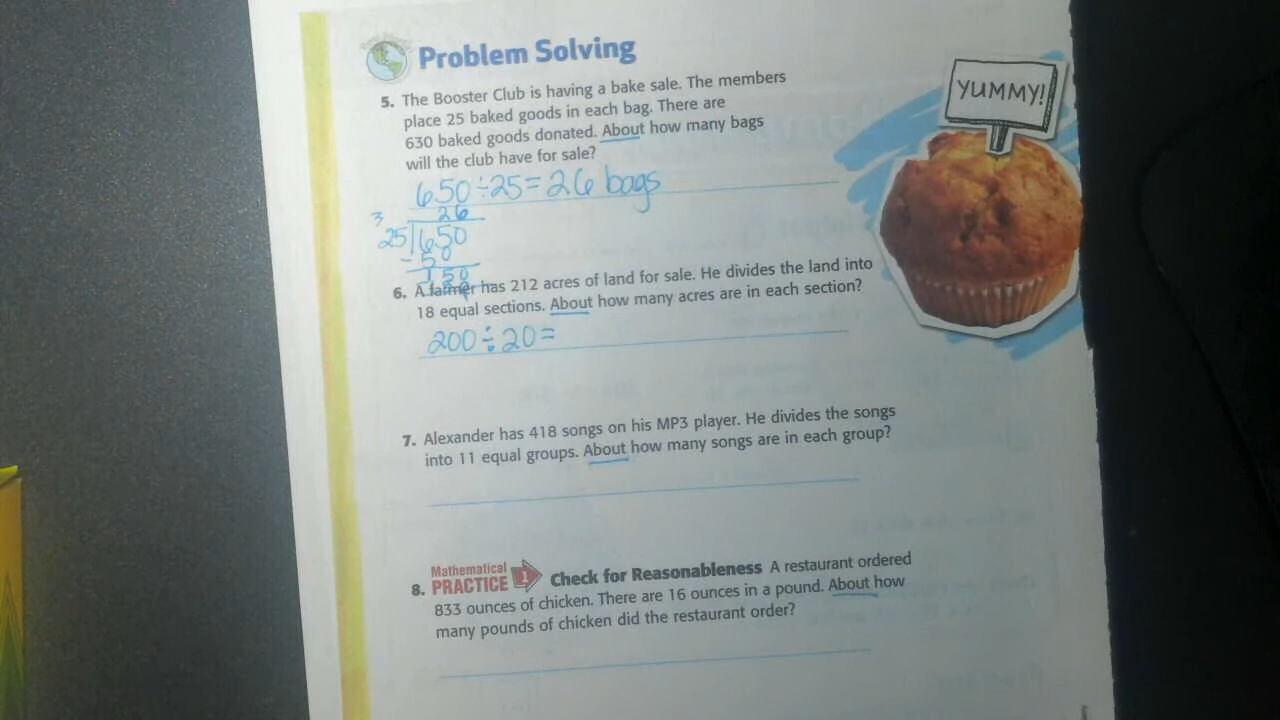 Problem Solving
YUMMY!
5. The Booster Club is having a bake sale. The members
place 25 baked goods in each bag. There are
630 baked goods donated. About how many bags
will the club have for sale?
650÷25=26 bags
3
26
25 650
- 50
150
6. A farmer has 212 acres of land for sale. He divides the land into
18 equal sections. About how many acres are in each section?
200÷20=
7. Alexander has 418 songs on his MP3 player. He divides the songs
into 11 equal groups. About how many songs are in each group?
8. Mathematical PRACTICE 1 Check for Reasonableness A restaurant ordered
833 ounces of chicken. There are 16 ounces in a pound. About how
many pounds of chicken did the restaurant order?